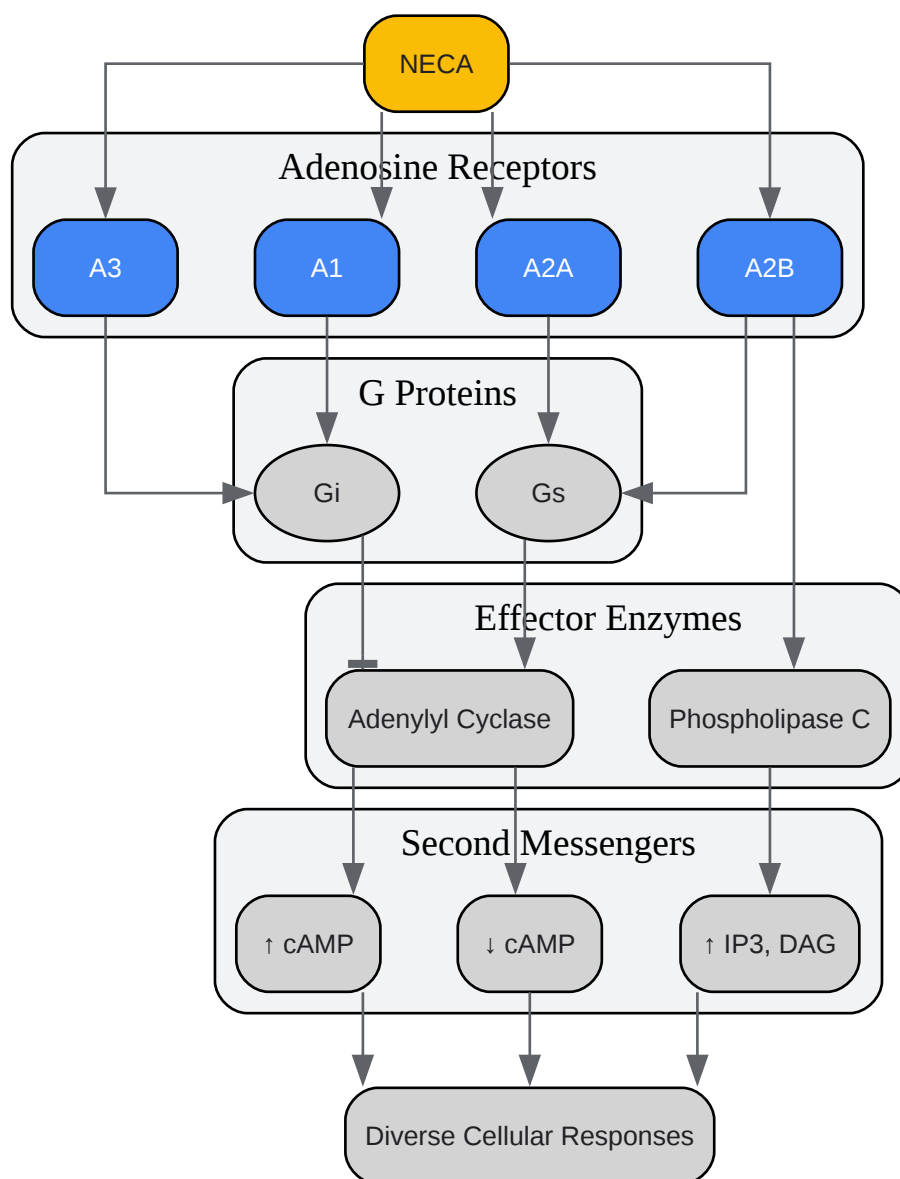 NECA
Adenosine Receptors
A3
A1
A2A
A2B
G Proteins
Gi
Gs
Effector Enzymes
Adenylyl Cyclase
Phospholipase C
Second Messengers
↑ cAMP
↓ cAMP
↑ IP3, DAG
Diverse Cellular Responses